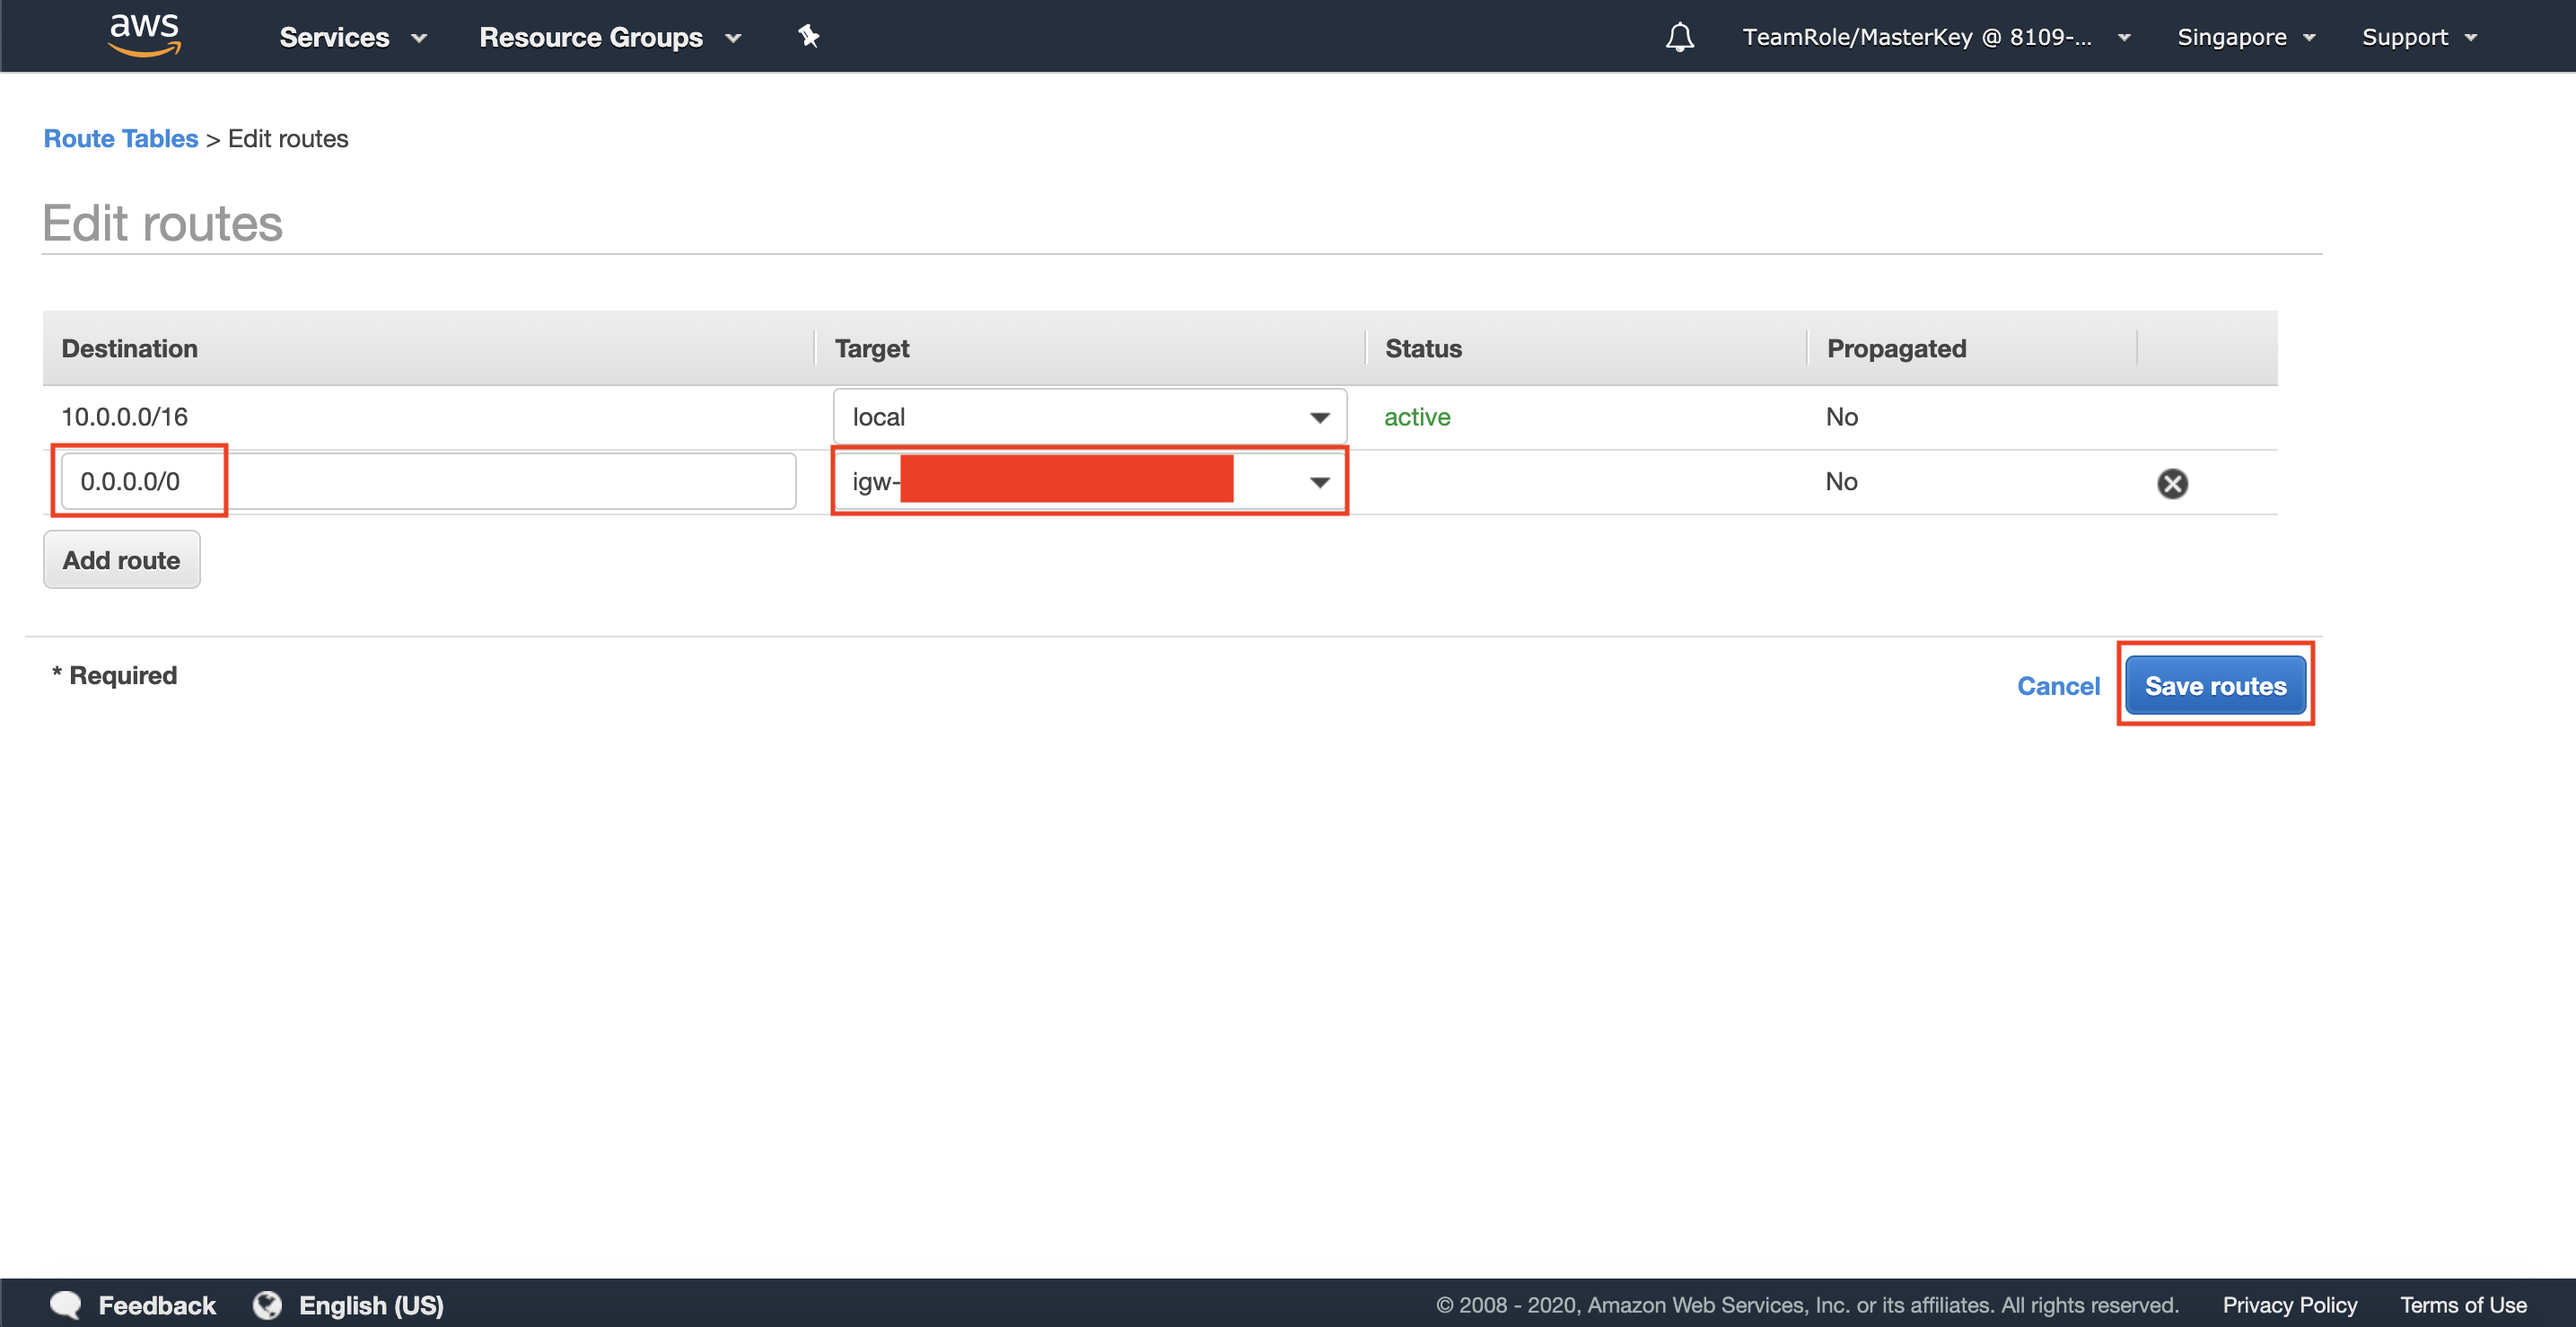 aws Services Resource Groups TeamRole/MasterKey @ 8109-... Singapore Support
Route Tables > Edit routes
Edit routes
Destination Target Status Propagated
10.0.0.0/16 local active No
0.0.0.0/0 igw- No
Add route
* Required Cancel Save routes
Feedback English (US) © 2008 - 2020, Amazon Web Services, Inc. or its affiliates. All rights reserved. Privacy Policy Terms of Use